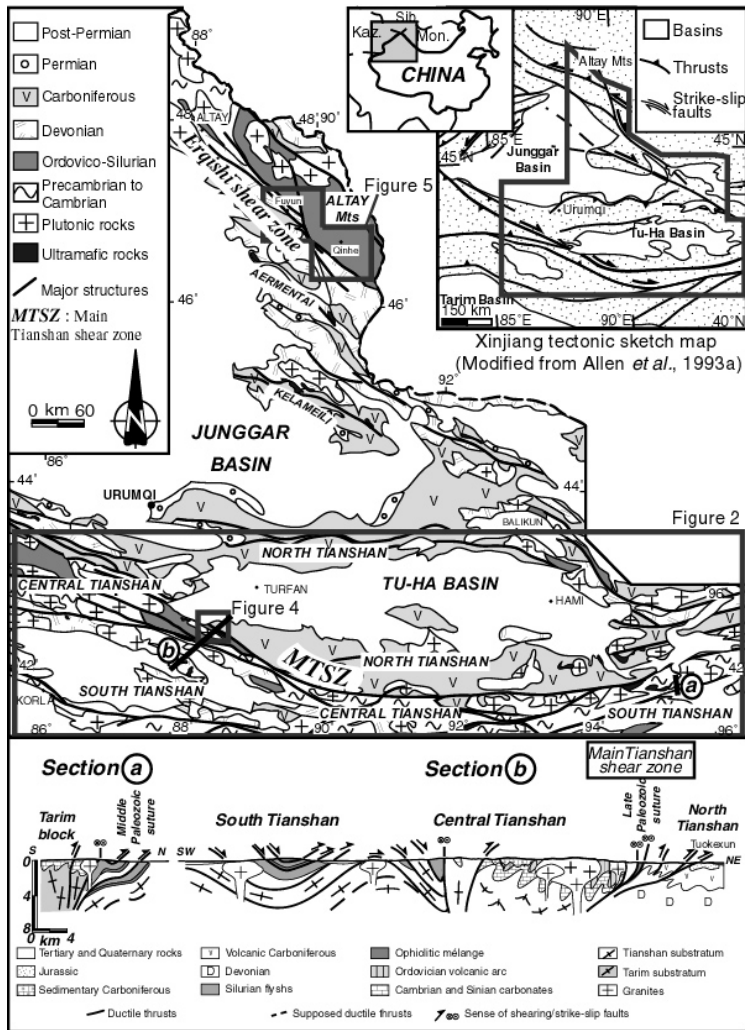 Post-Permian
Permian
V
Carboniferous
Devonian
Ordovico-Silurian
Precambrian to
Cambrian
Plutonic rocks
Ultramafic rocks
Major structures
MTSZ : Main
Tianshan shear zone
N
0 km 60
88˚
48
ALTAY
48˚90'
Erqishi shear zone
Fuyun
ALTAY
Mts
Figure 5
Qinhe
46˚
46˚
AERMENTAI
KELAMEILI
92˚
Sib.
Kaz.
Mon.
CHINA
90˚E
Altay Mts
85˚E
45˚N
45˚N
Junggar
Basin
Urumqi
Tu-Ha Basin
Tarim Basin
150 km
85˚E
90˚E
40˚N
Basins
Thrusts
Strike-slip
faults
Xinjiang tectonic sketch map
(Modified from Allen et al., 1993a)
JUNGGAR
BASIN
86˚
44'
44'
URUMQI
BALIKUN
Figure 2
NORTH TIANSHAN
CENTRAL TIANSHAN
TURFAN
TU-HA BASIN
HAMI
96˚
Figure 4
b
MTSZ
NORTH TIANSHAN
a
42'
42
SOUTH TIANSHAN
KORLA
CENTRAL TIANSHAN
SOUTH TIANSHAN
86˚
88˚
90˚
92˚
94˚
96˚
Section a
Section b
MainTianshan
shear zone
Tarim
block
Middle
Paleozoic
suture
South Tianshan
Central Tianshan
Late
Paleozoic
suture
North
Tianshan
Tuokexun
S
N
SW
NE
0
4
8
0 km 4
D D D
Tertiary and Quaternary rocks
Jurassic
Sedimentary Carboniferous
V
Volcanic Carboniferous
D
Devonian
Silurian flyshs
Ophiolitic mélange
Ordovician volcanic arc
Cambrian and Sinian carbonates
Tianshan substratum
Tarim substratum
Granites
Ductile thrusts
Supposed ductile thrusts
Sense of shearing/strike-slip faults